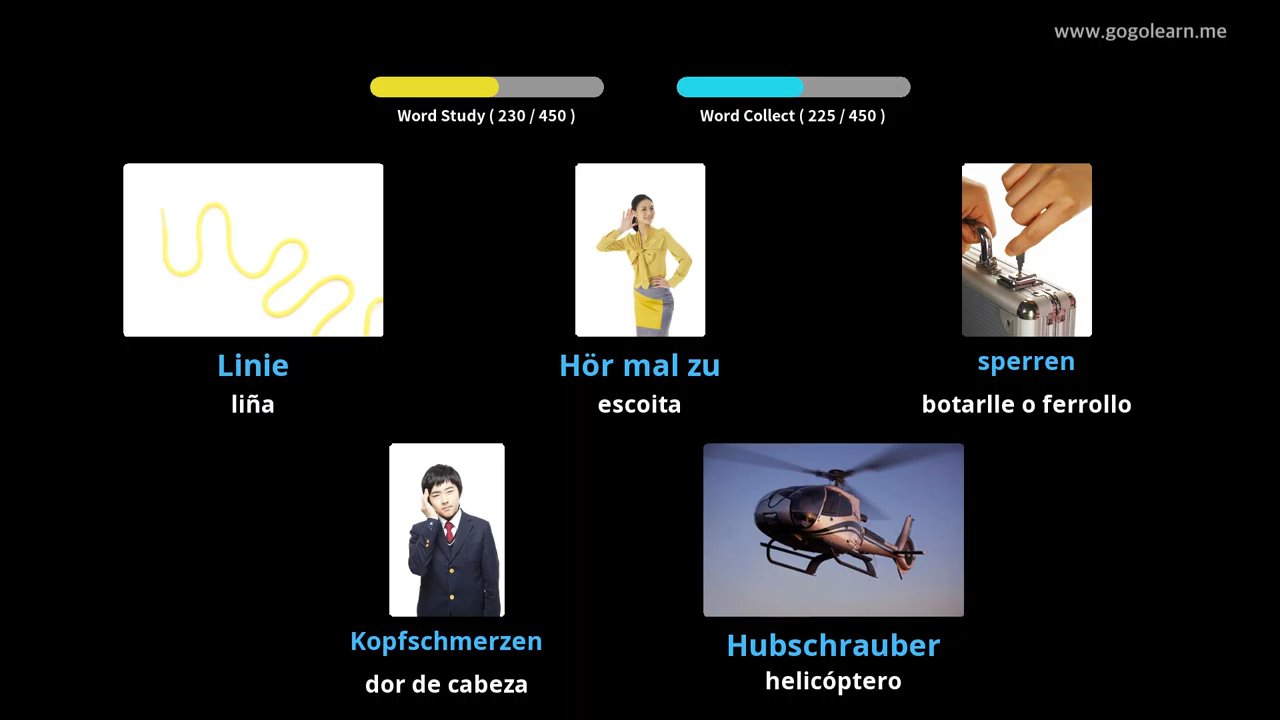 www.gogolearn.me
Word Study ( 230 / 450 )
Word Collect ( 225 / 450 )
Linie
liña
Hör mal zu
escoita
sperren
botarlle o ferrollo
Kopfschmerzen
dor de cabeza
Hubschrauber
helicóptero